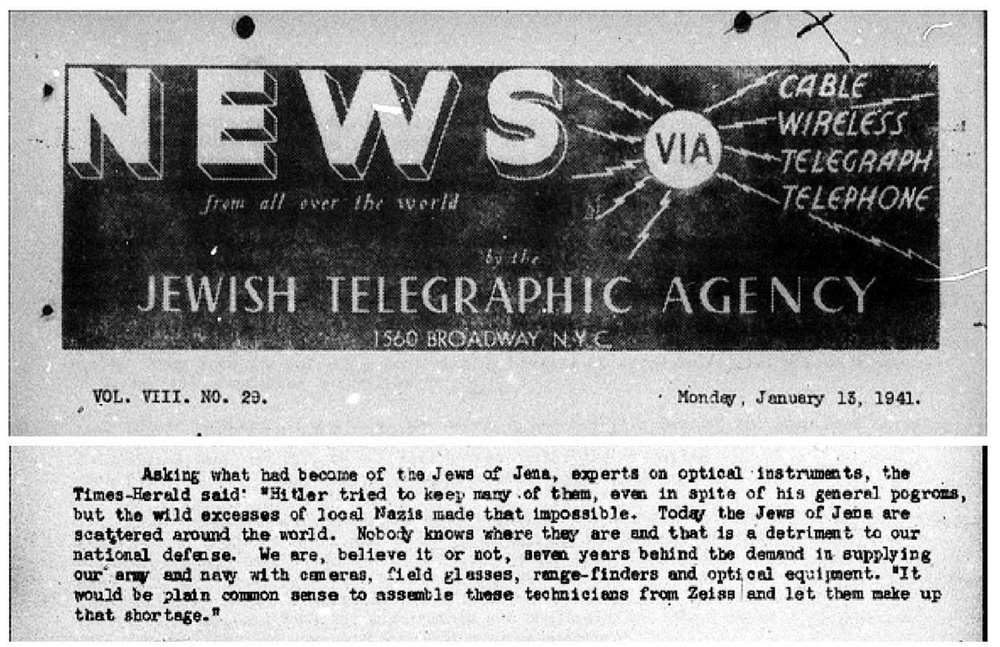 NEWS
from all over the world
VIA
CABLE
WIRELESS
TELEGRAPH
TELEPHONE
by the
JEWISH TELEGRAPHIC AGENCY
1560 BROADWAY N.Y.C.
VOL. VIII. NO. 29.
Monday, January 13, 1941.
Asking what had become of the Jews of Jena, experts on optical instruments, the
Times-Herald said: "Hitler tried to keep many of them, even in spite of his general pogroms,
but the wild excesses of local Nazis made that impossible. Today the Jews of Jena are
scattered around the world. Nobody knows where they are and that is a detriment to our
national defense. We are, believe it or not, seven years behind the demand in supplying
our army and navy with cameras, field glasses, range-finders and optical equipment. "It
would be plain common sense to assemble these technicians from Zeiss and let them make up
that shortage."